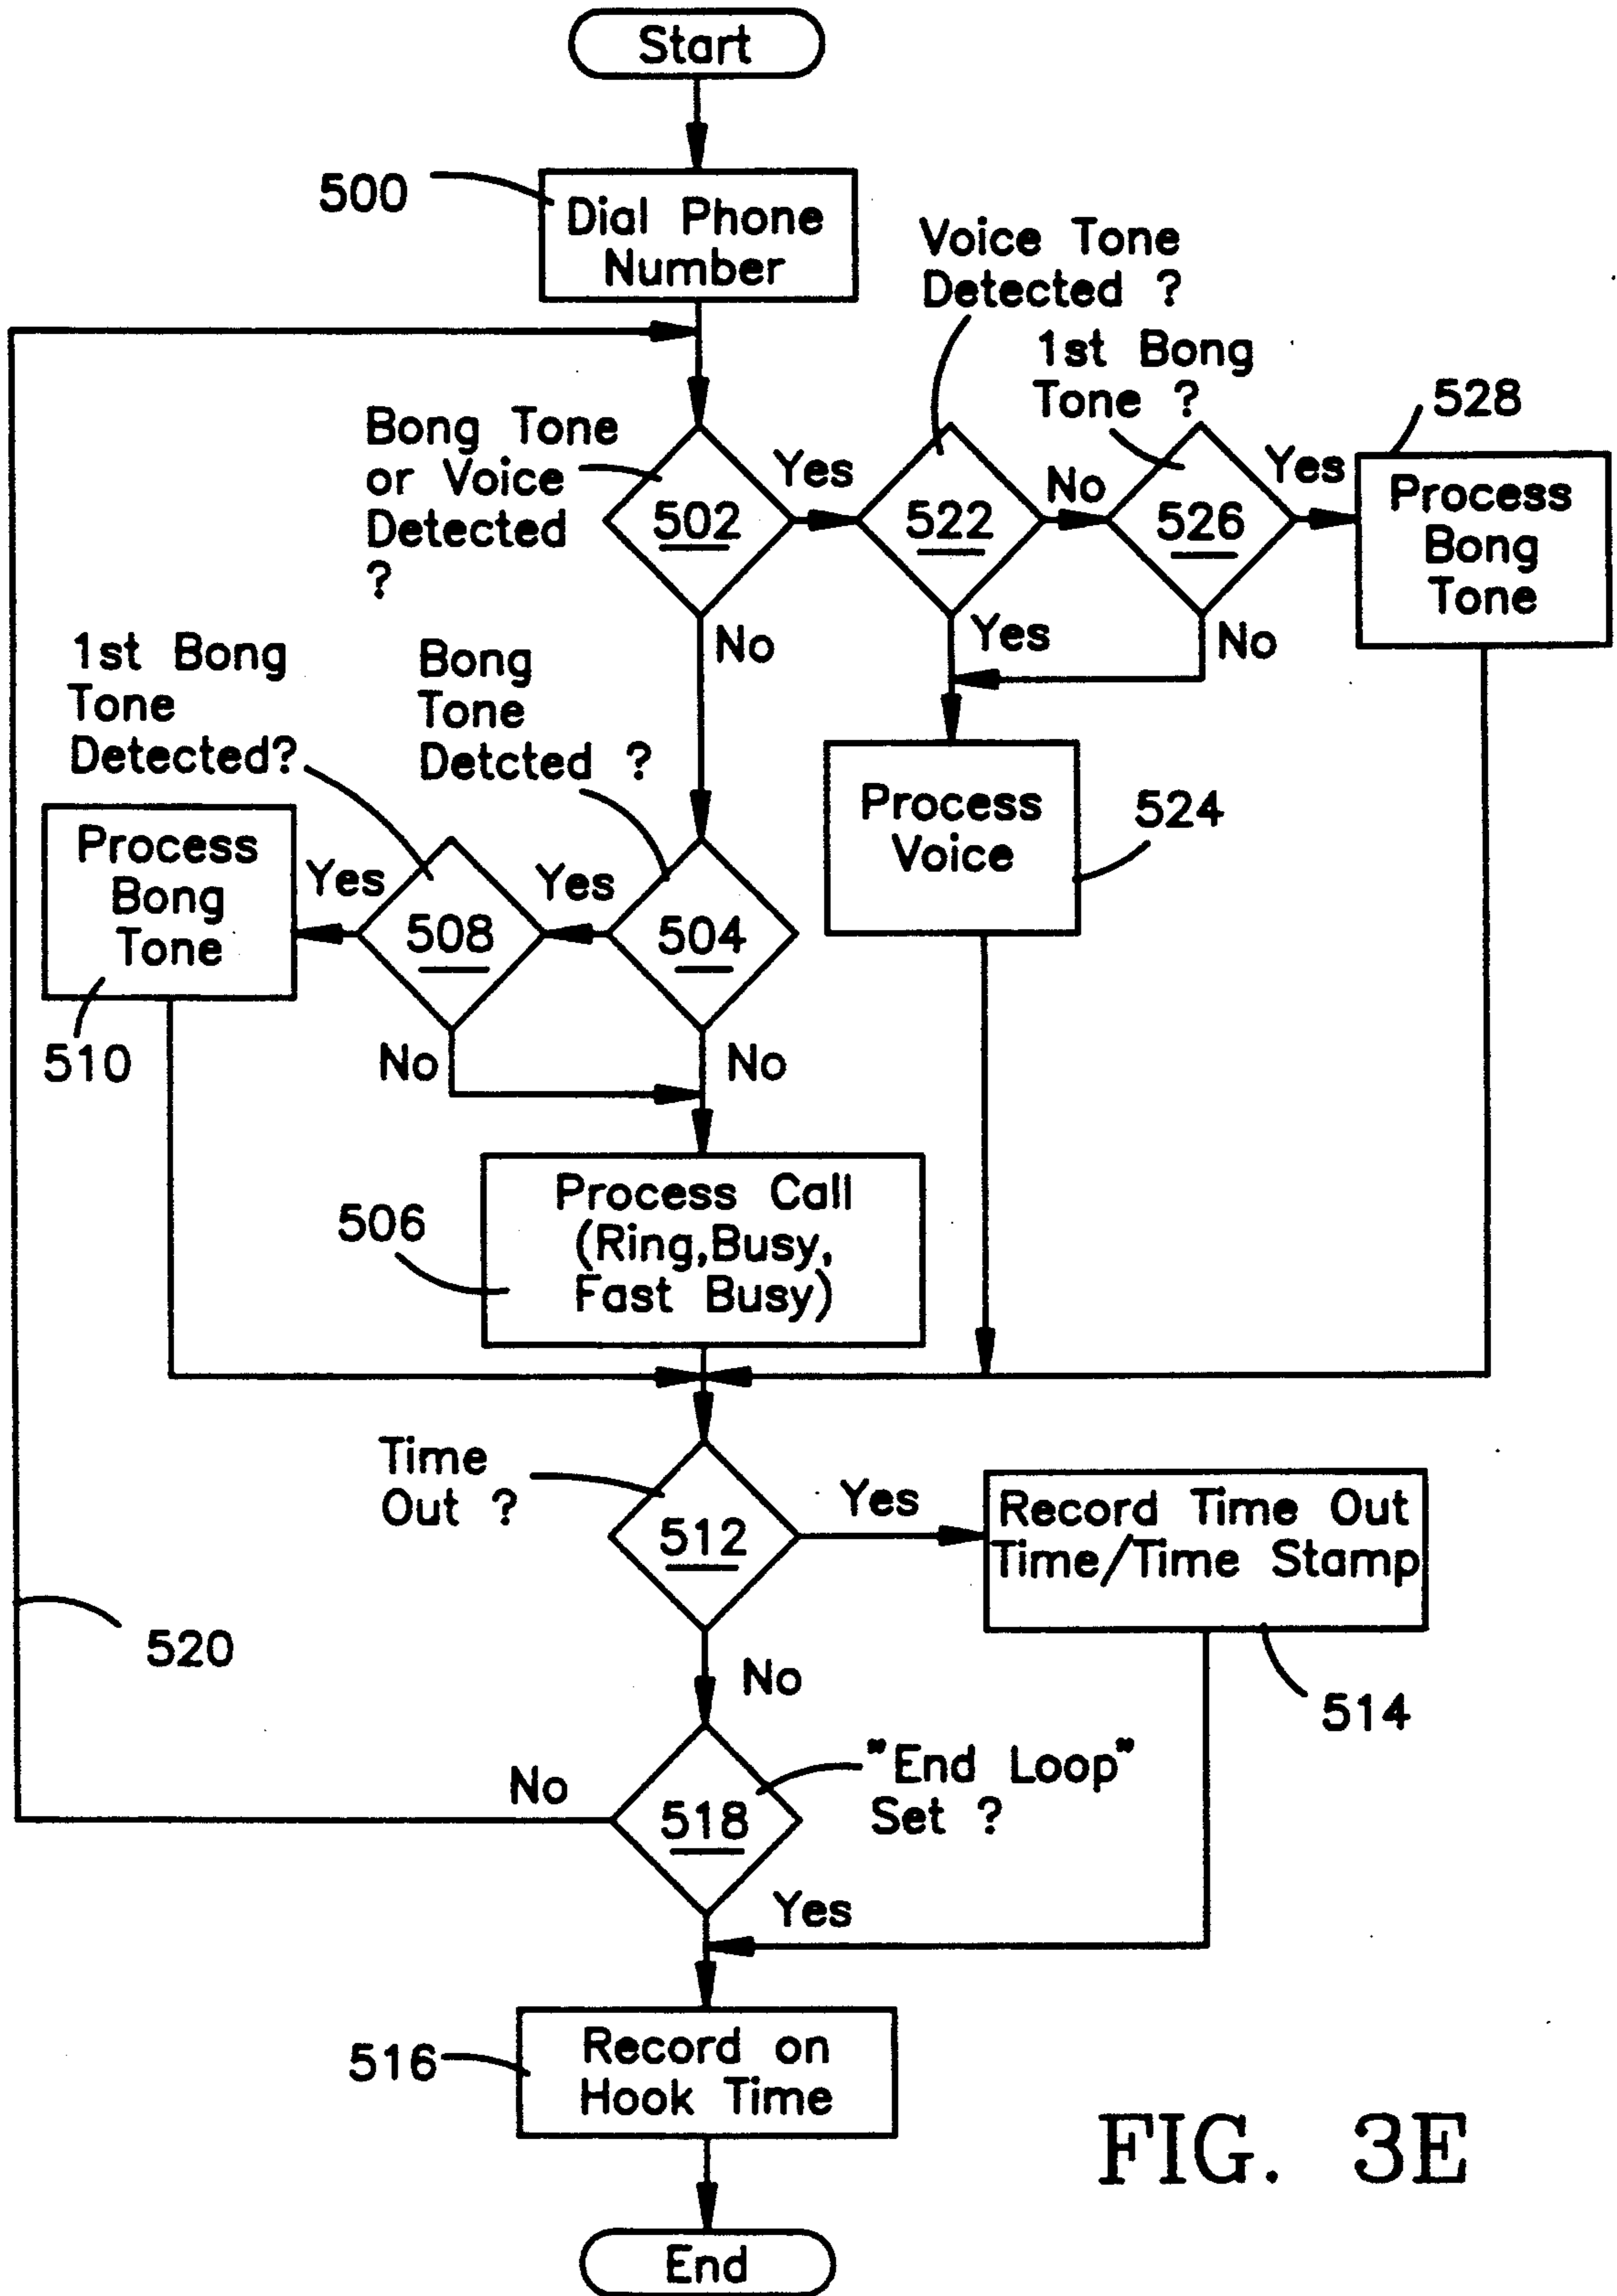 Start
500
Dial Phone
Number
Voice Tone
Detected ?
1st Bong
Tone ?
528
Bong Tone
or Voice
Detected
?
502
Yes
522
No
526
Yes
Process
Bong
Tone
No
Yes
No
1st Bong
Tone
Detected?
Bong
Tone
Detcted ?
Process
Voice
524
Process
Bong
Tone
510
Yes
508
Yes
504
No
No
506
Process Call
(Ring,Busy,
Fast Busy)
Time
Out ?
512
Yes
Record Time Out
Time/Time Stamp
514
520
No
No
518
"End Loop"
Set ?
Yes
516
Record on
Hook Time
End
FIG. 3E